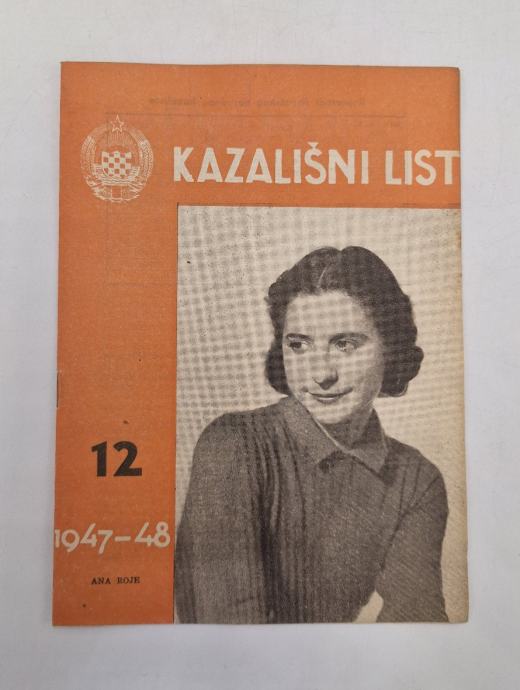 KAZALIŠNI LIST
12
1947-48
ANA ROJE